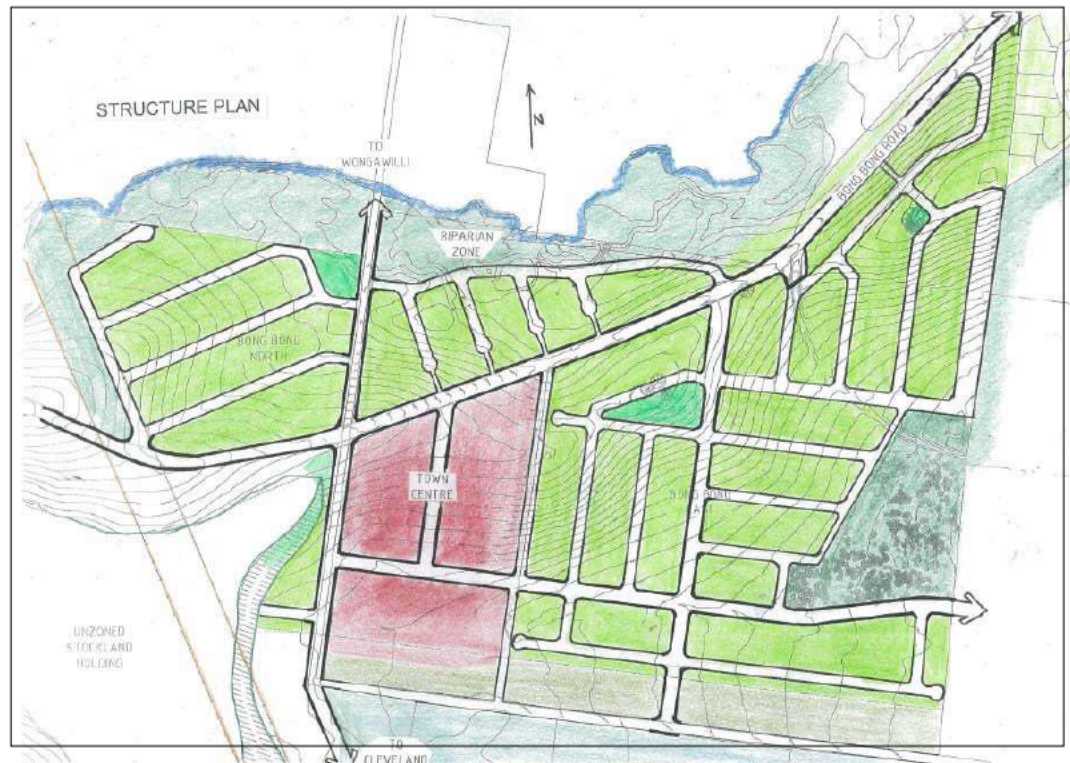 STRUCTURE PLAN
N
TO
WONGAWILLI
BONG BONG ROAD
RIPARIAN
ZONE
BONG BONG
NORTH
TOWN
CENTRE
BONG BONG
A
UNZONED
STOCKLAND
HOLDING
TO
CLEVELAND